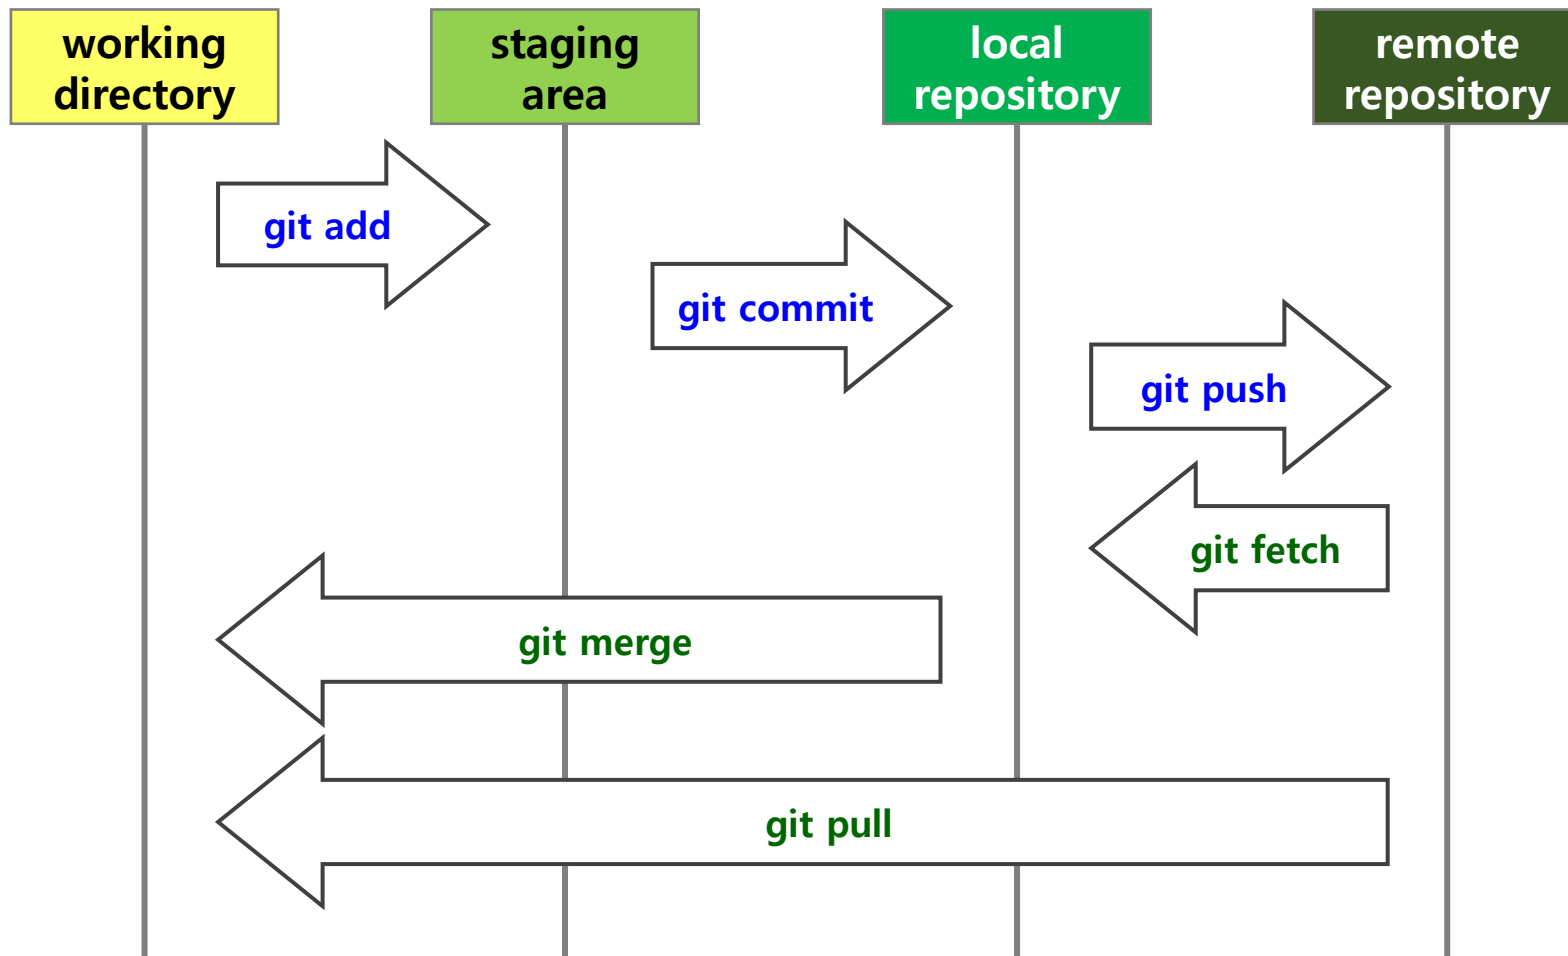 working
directory
staging
area
local
repository
remote
repository
git add
git commit
git push
git fetch
git merge
git pull